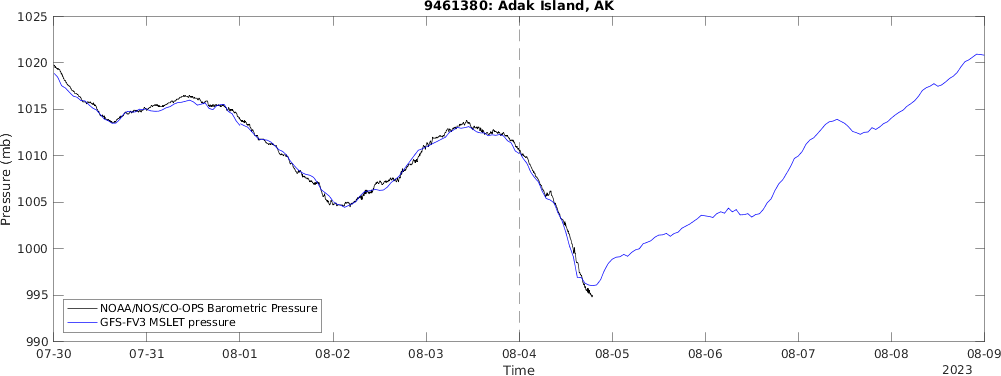 9461380: Adak Island, AK
1025
1020
1015
1010
1005
1000
995
990
Pressure (mb)
NOAA/NOS/CO-OPS Barometric Pressure
GFS-FV3 MSLET pressure
07-30 07-31 08-01 08-02 08-03 08-04 08-05 08-06 08-07 08-08 08-09
Time
2023